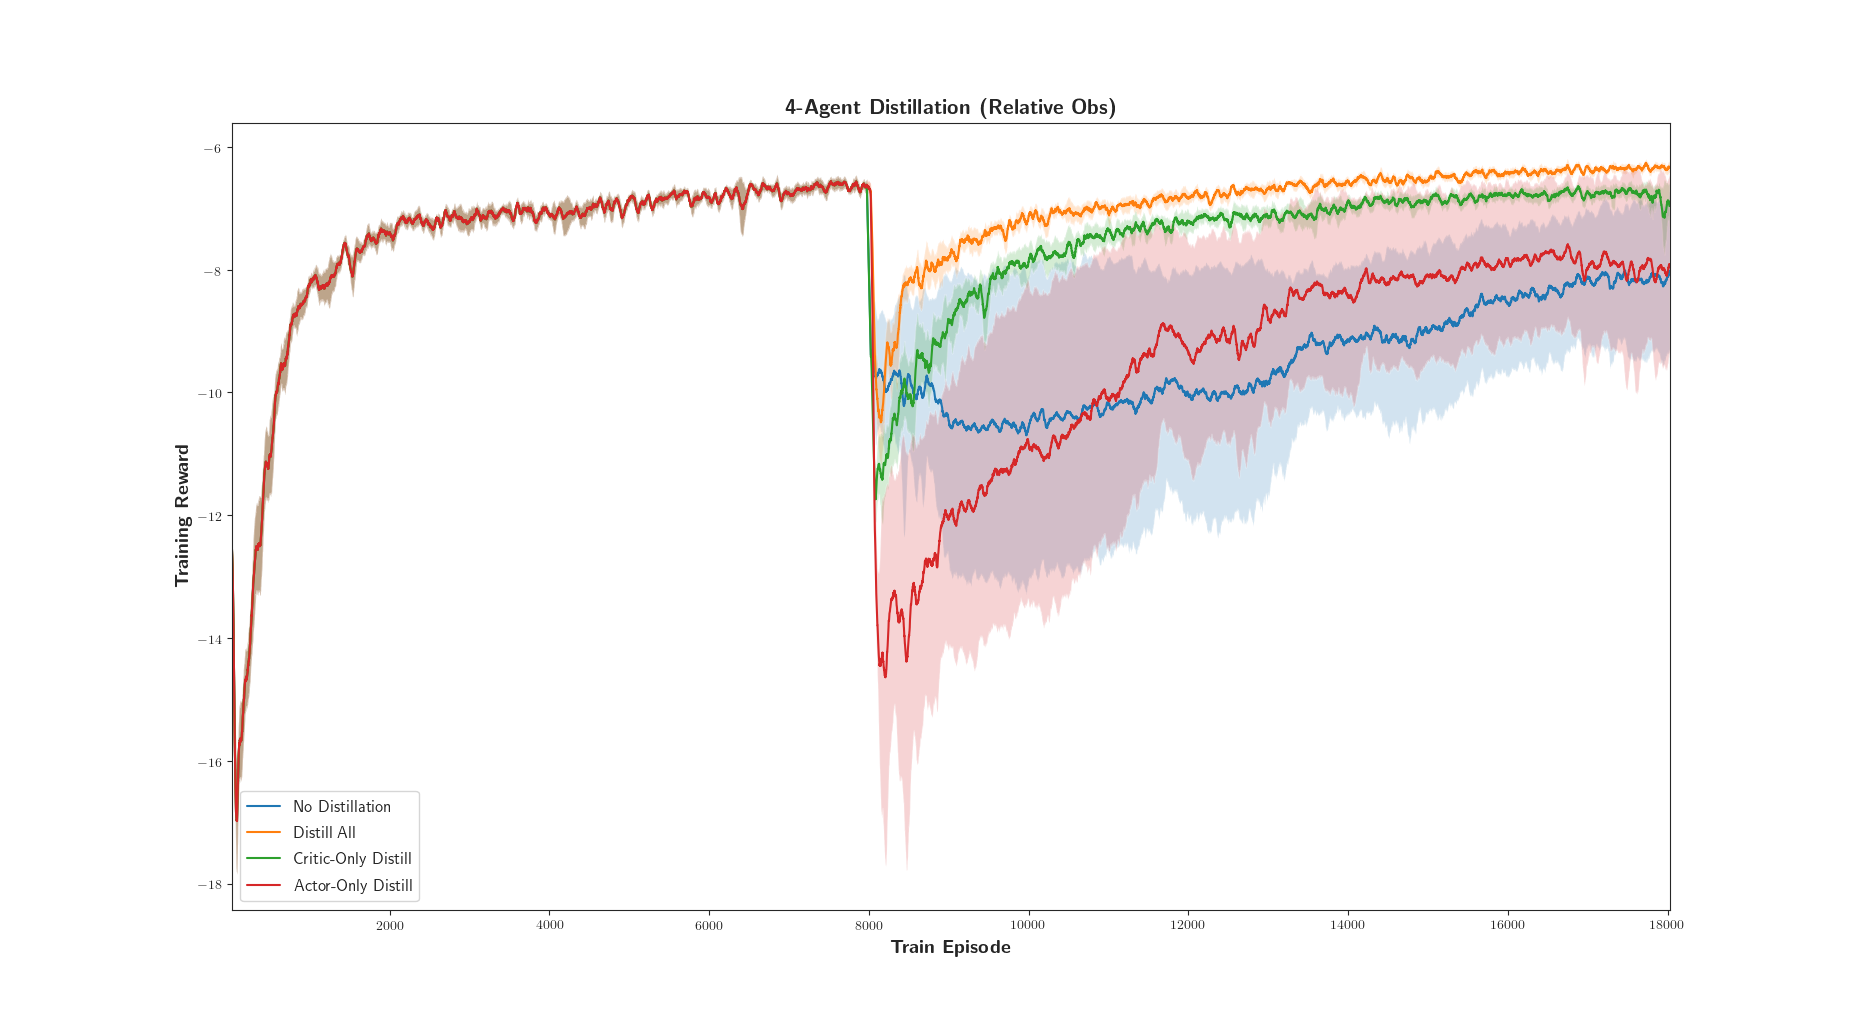 4-Agent Distillation (Relative Obs)
Training Reward
−6
−8
−10
−12
−14
−16
−18
No Distillation
Distill All
Critic-Only Distill
Actor-Only Distill
2000
4000
6000
8000
10000
12000
14000
16000
18000
Train Episode